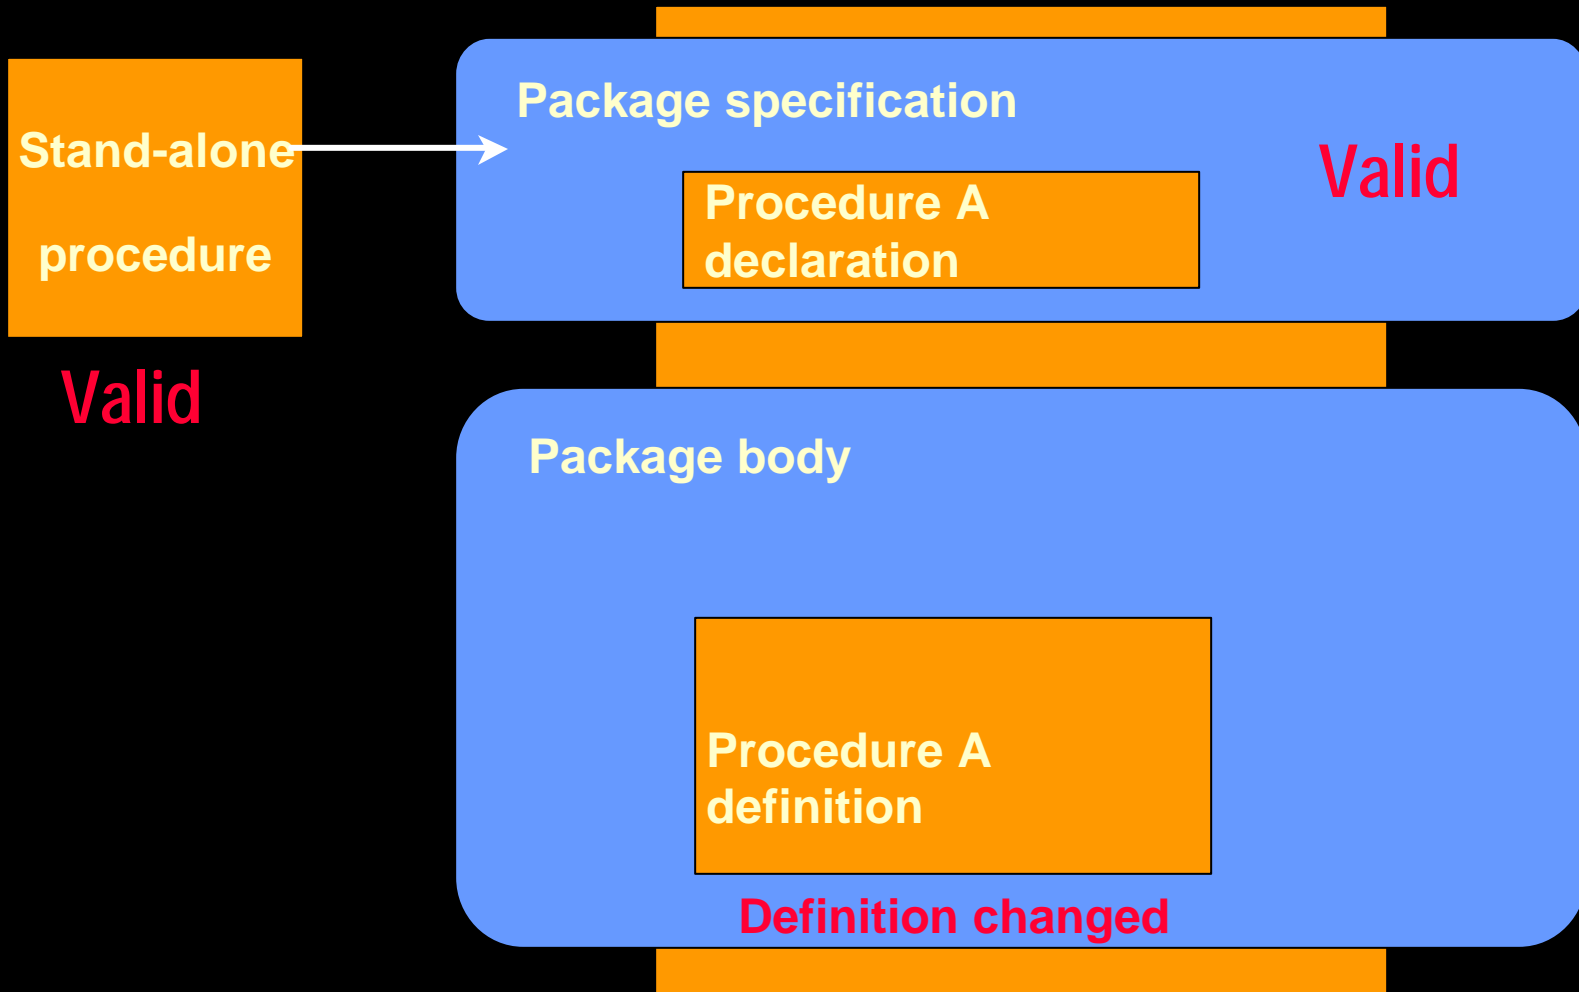 Stand-alone
procedure
Valid
Package specification
Valid
Procedure A
declaration
Package body
Procedure A
definition
Definition changed